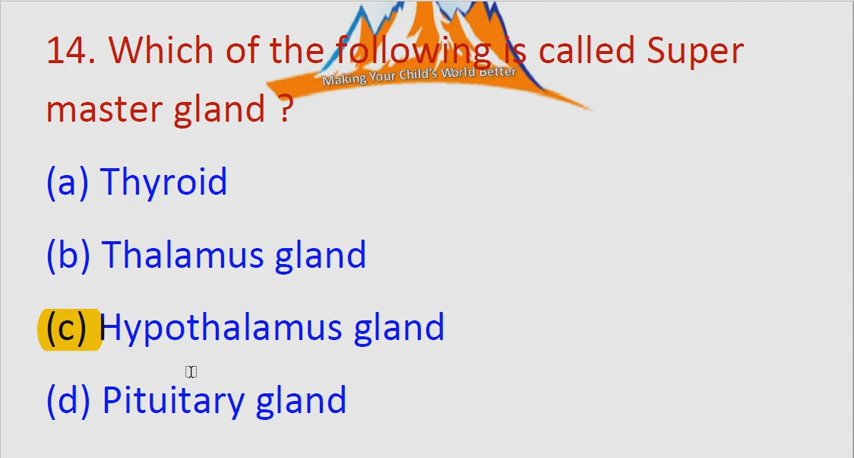 14. Which of the following is called Super
Making Your Child's World Better
master gland ?
(a) Thyroid
(b) Thalamus gland
(c) Hypothalamus gland
(d) Pituitary gland